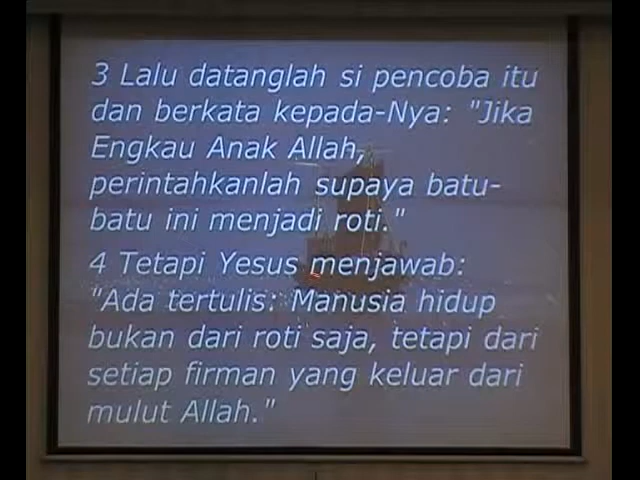 3 Lalu datanglah si pencoba itu
dan berkata kepada-Nya: "Jika
Engkau Anak Allah,
perintahkanlah supaya batu-
batu ini menjadi roti."
4 Tetapi Yesus menjawab:
"Ada tertulis: Manusia hidup
bukan dari roti saja, tetapi dari
setiap firman yang keluar dari
mulut Allah."